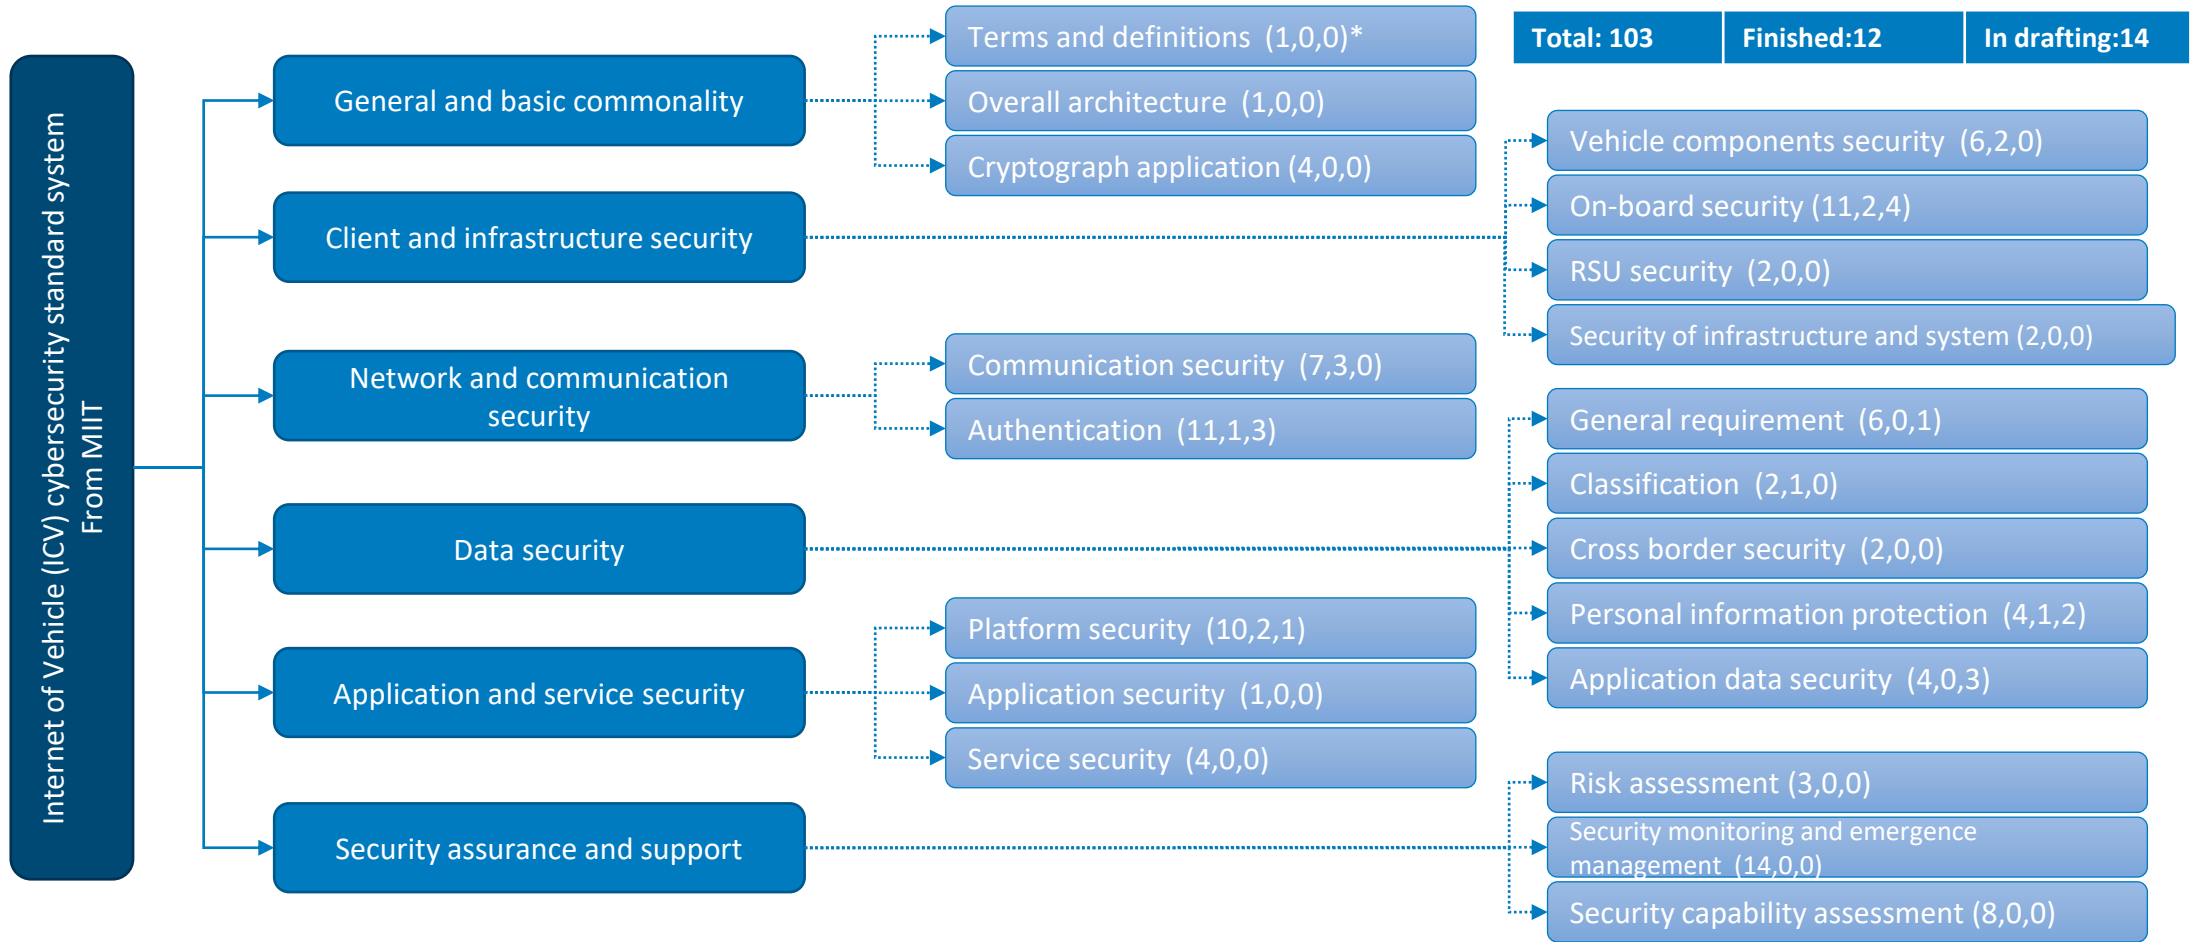 Internet of Vehicle (ICV) cybersecurity standard system
From MIIT
General and basic commonality
Client and infrastructure security
Network and communication
security
Data security
Application and service security
Security assurance and support
Terms and definitions (1,0,0)*
Overall architecture (1,0,0)
Cryptograph application (4,0,0)
Communication security (7,3,0)
Authentication (11,1,3)
Platform security (10,2,1)
Application security (1,0,0)
Service security (4,0,0)
Total: 103
Finished:12
In drafting:14
Vehicle components security (6,2,0)
On-board security (11,2,4)
RSU security (2,0,0)
Security of infrastructure and system (2,0,0)
General requirement (6,0,1)
Classification (2,1,0)
Cross border security (2,0,0)
Personal information protection (4,1,2)
Application data security (4,0,3)
Risk assessment (3,0,0)
Security monitoring and emergence
management (14,0,0)
Security capability assessment (8,0,0)